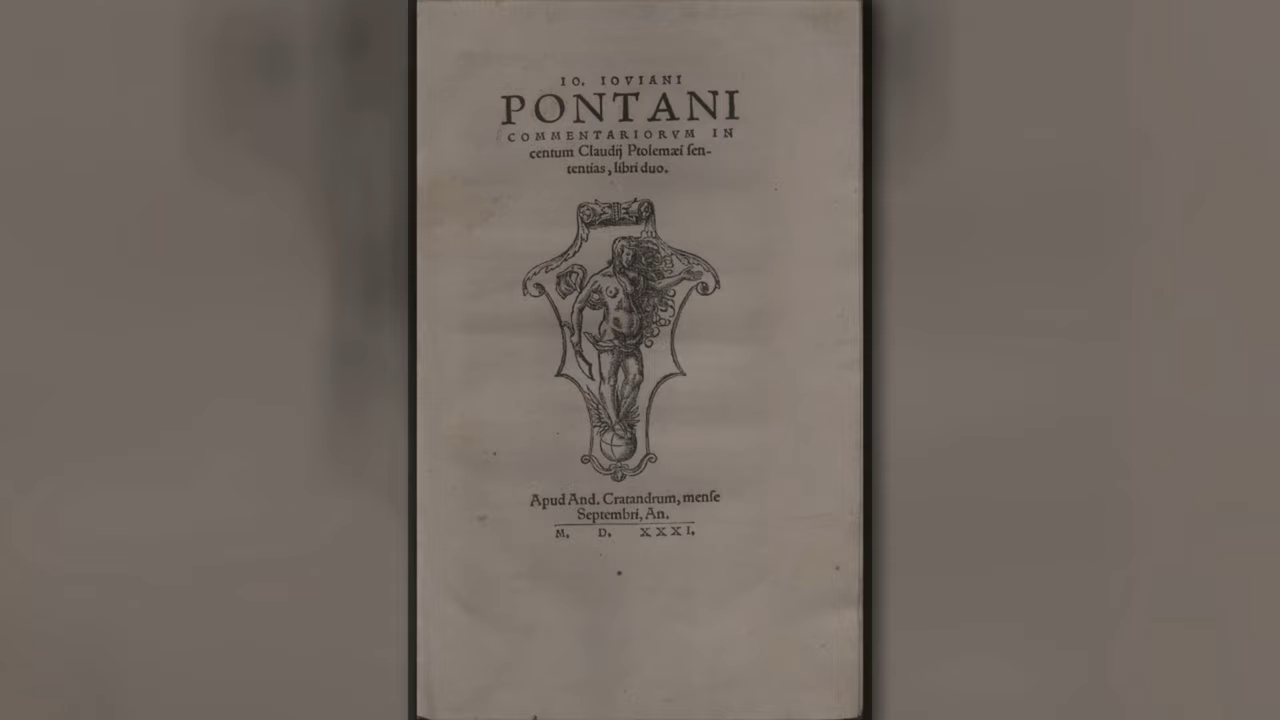 IO. IOVIANI
PONTANI
COMMENTARIORVM IN
centum Claudij Ptolemæi ſen-
tentias, libri duo.
Apud And. Cratandrum, menſe
Septembri, An.
M. D. XXXI.